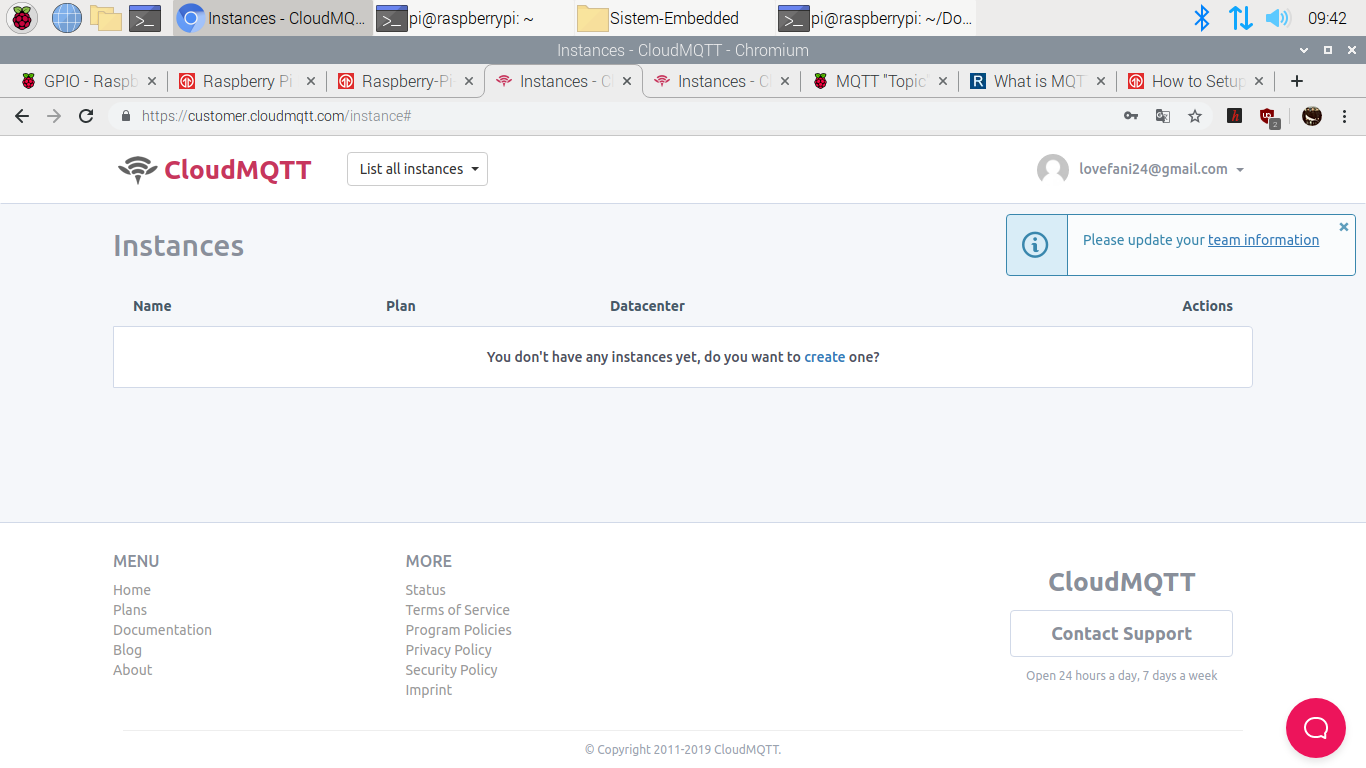 Instances - CloudMQ...
pi@raspberrypi: ~
Sistem-Embedded
pi@raspberrypi: ~/Do...
09:42
Instances - CloudMQTT - Chromium
GPIO - Raspb
Raspberry Pi
Raspberry-Pi
Instances - Cl
Instances - Cl
MQTT "Topic"
What is MQT
How to Setup
https://customer.cloudmqtt.com/instance#
2
CloudMQTT
List all instances
lovefani24@gmail.com
Instances
Please update your team information
Name Plan Datacenter Actions
You don't have any instances yet, do you want to create one?
MENU
Home
Plans
Documentation
Blog
About
MORE
Status
Terms of Service
Program Policies
Privacy Policy
Security Policy
Imprint
CloudMQTT
Contact Support
Open 24 hours a day, 7 days a week
© Copyright 2011-2019 CloudMQTT.